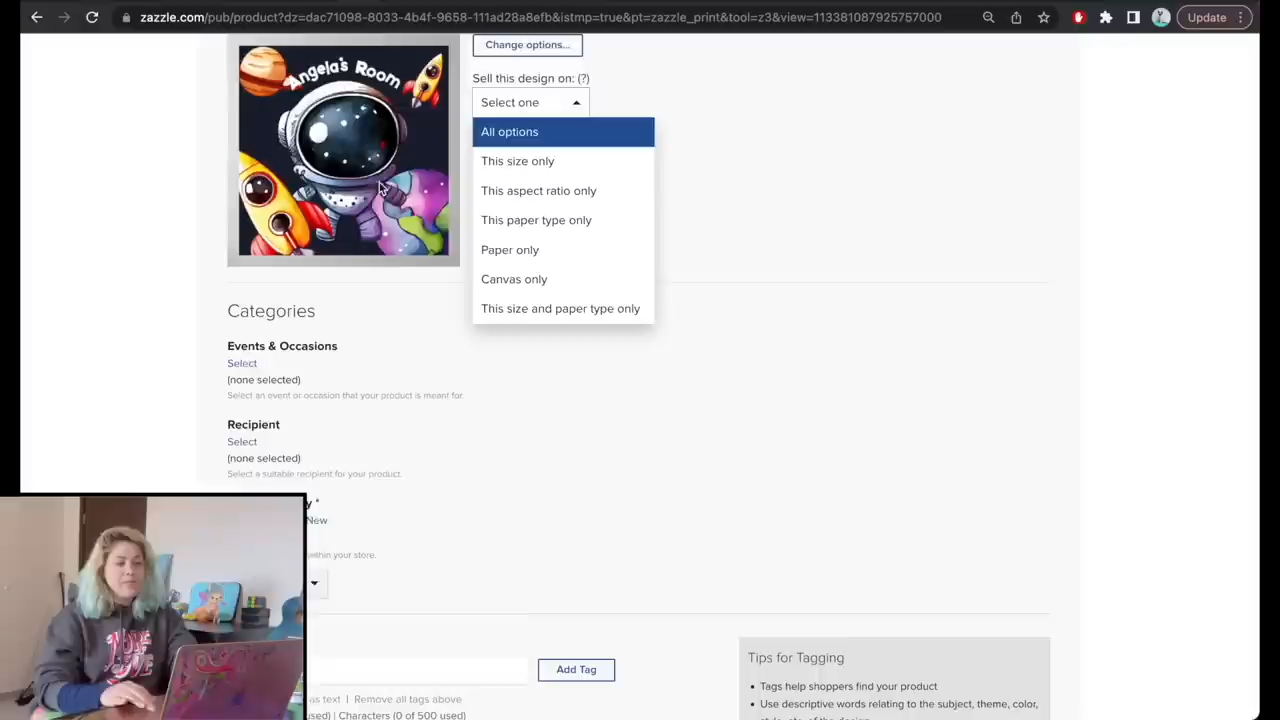 zazzle.com/pub/product?dz=dac71098-8033-4b4f-9658-111ad28a8efb&istmp=true&pt=zazzle_print&tool=z3&view=113381087925757000
Update
Change options...
Angela's Room
Sell this design on: (?)
Select one
All options
This size only
This aspect ratio only
This paper type only
Paper only
Canvas only
This size and paper type only
Categories
Events & Occasions
Select
(none selected)
Select an event or occasion that your product is meant for.
Recipient
Select
(none selected)
Select a suitable recipient for your product.
y *
New
within your store.
Add Tag
as text | Remove all tags above
used) | Characters (0 of 500 used)
Tips for Tagging
• Tags help shoppers find your product
• Use descriptive words relating to the subject, theme, color,